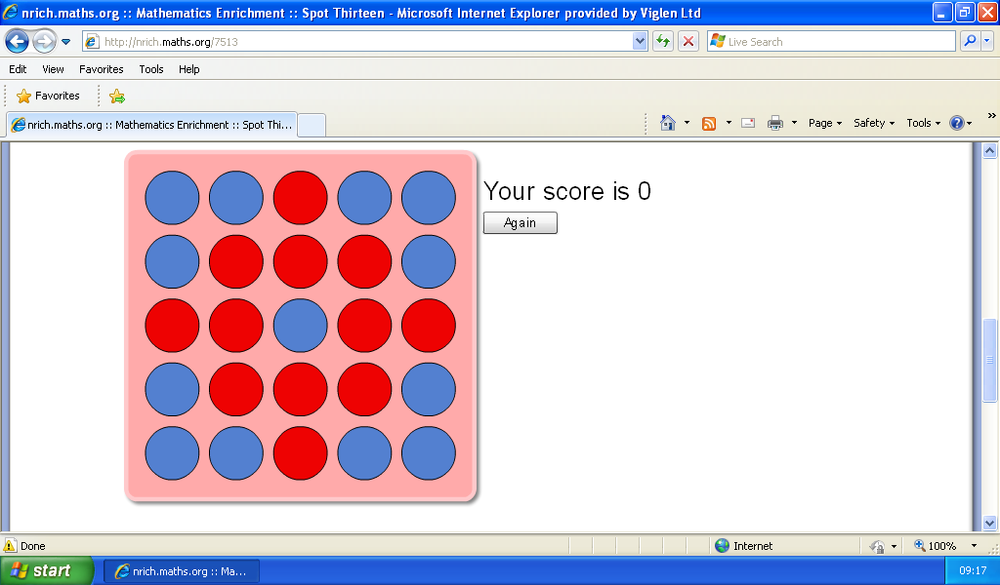 nrich.maths.org :: Mathematics Enrichment :: Spot Thirteen - Microsoft Internet Explorer provided by Viglen Ltd
http://nrich.maths.org/7513
Live Search
Edit View Favorites Tools Help
Favorites
nrich.maths.org :: Mathematics Enrichment :: Spot Thi...
Page Safety Tools »
Your score is 0
Again
Done
Internet
100%
start
nrich.maths.org :: Ma...
09:17